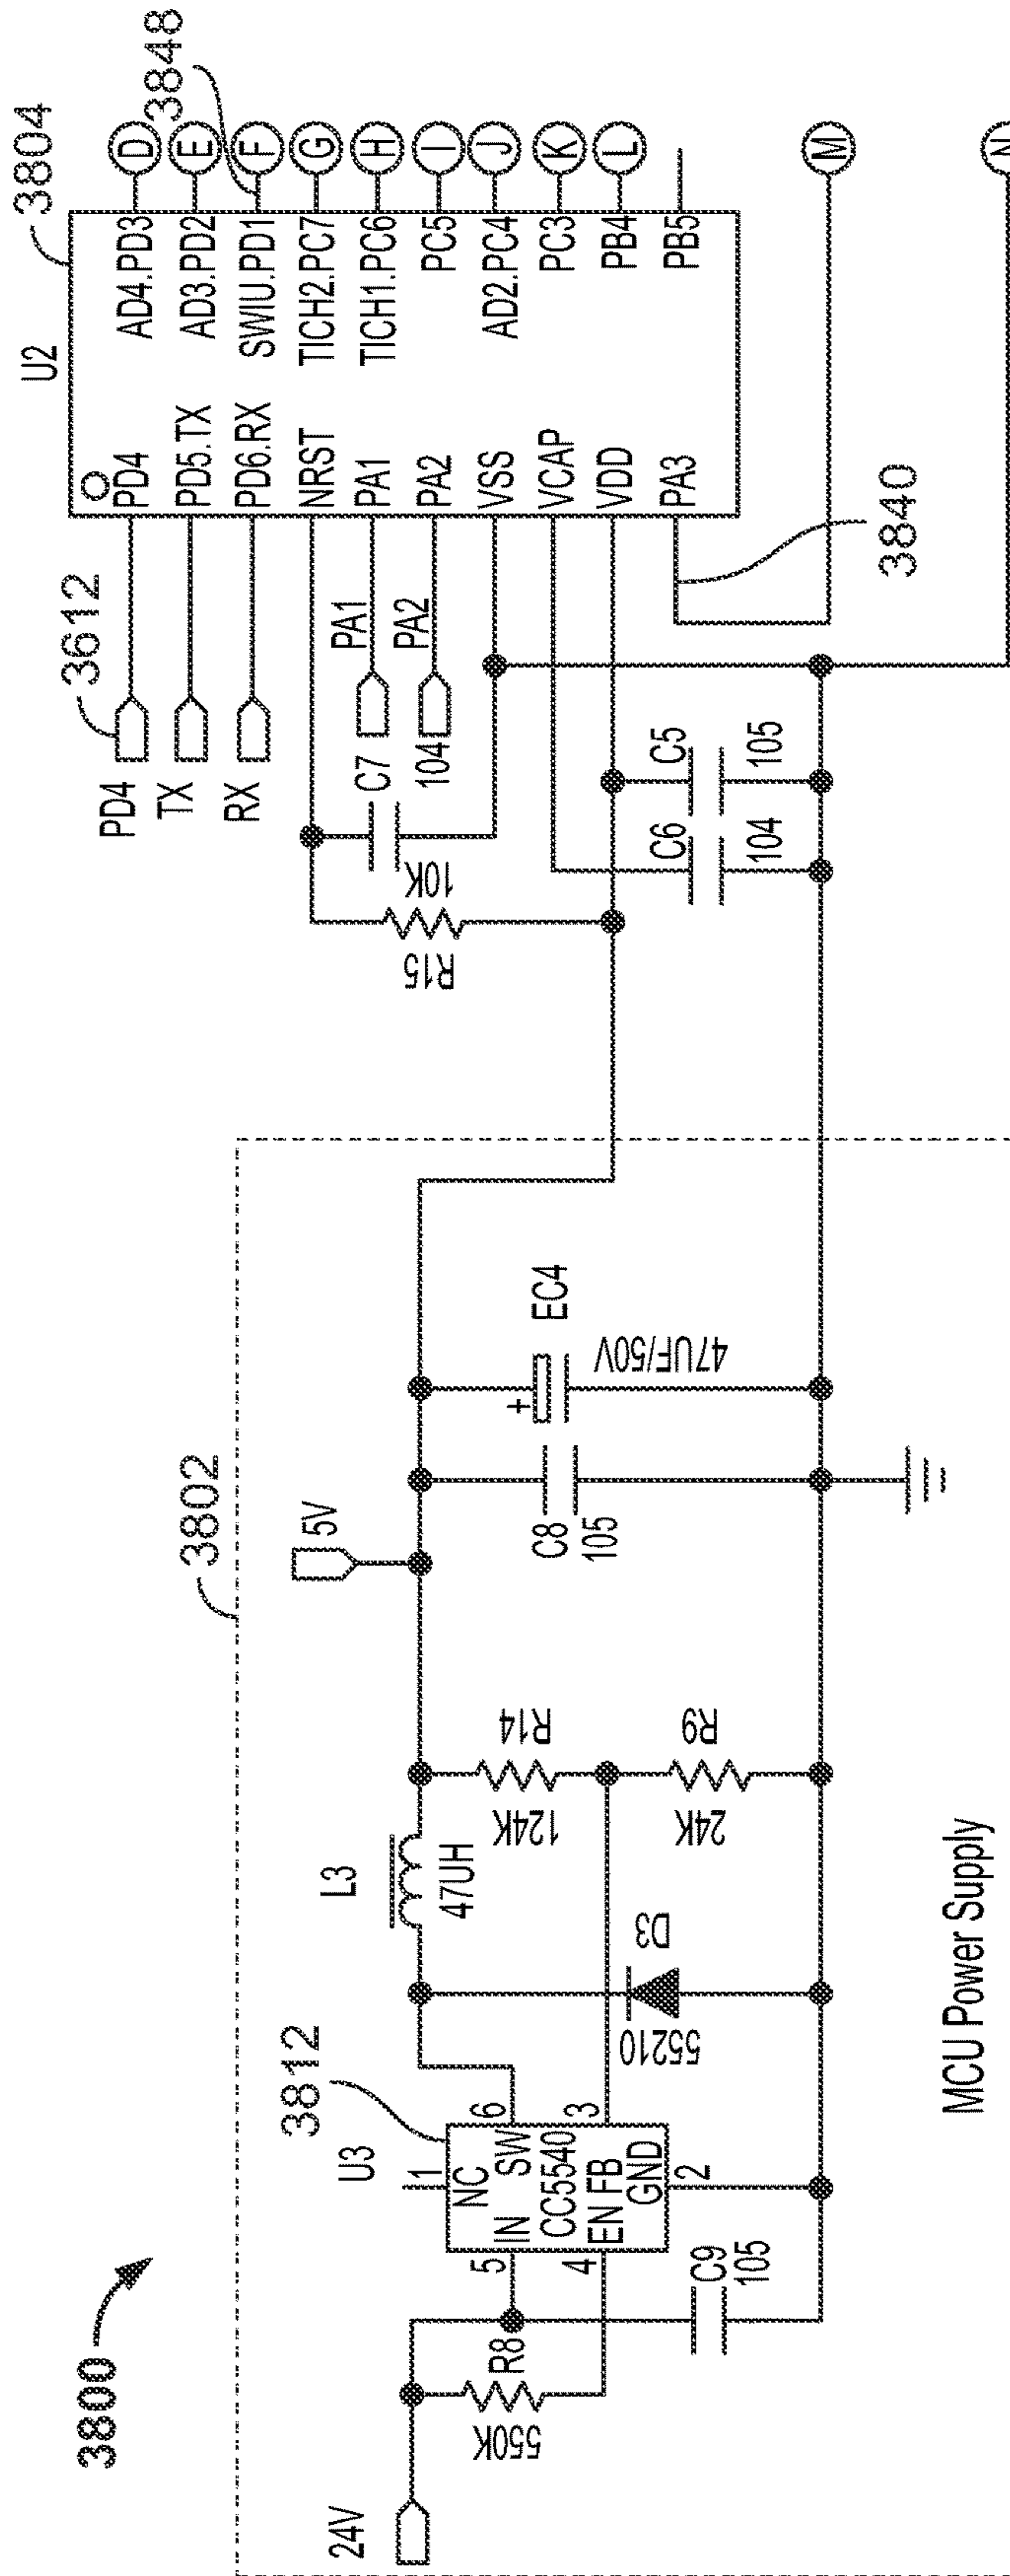 3800
3802
MCU Power Supply
24V
R8
550K
C9
105
3812
U3
1
NC
5
IN
SW
6
CC5540
4
EN
FB
3
GND
2
D3
55210
L3
47UH
R14
124K
R9
24K
5V
C8
105
EC4
+
47UF/50V
R15
10K
C7
104
C6
104
C5
105
3612
PD4
TX
RX
PA1
PA2
3804
U2
PD4
PD5.TX
PD6.RX
NRST
PA1
PA2
VSS
VCAP
VDD
PA3
AD4.PD3
AD3.PD2
SWIU.PD1
TICH2.PC7
TICH1.PC6
PC5
AD2.PC4
PC3
PB4
PB5
D
E
F
G
H
I
J
K
L
M
N
3848
3840